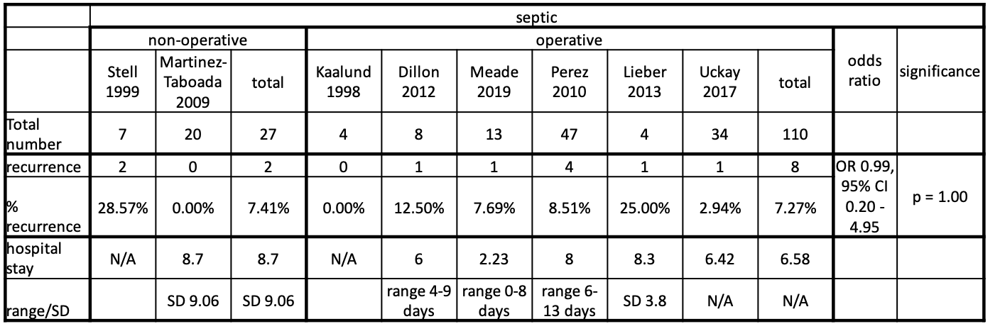 septic
non-operative operative odds ratio significance
Stell 1999 Martinez-Taboada 2009 total Kaalund 1998 Dillon 2012 Meade 2019 Perez 2010 Lieber 2013 Uckay 2017 total
Total number 7 20 27 4 8 13 47 4 34 110
recurrence 2 0 2 0 1 1 4 1 1 8 OR 0.99, 95% CI 0.20 - 4.95 p = 1.00
% recurrence 28.57% 0.00% 7.41% 0.00% 12.50% 7.69% 8.51% 25.00% 2.94% 7.27%
hospital stay N/A 8.7 8.7 N/A 6 2.23 8 8.3 6.42 6.58
range/SD SD 9.06 SD 9.06 range 4-9 days range 0-8 days range 6-13 days SD 3.8 N/A N/A